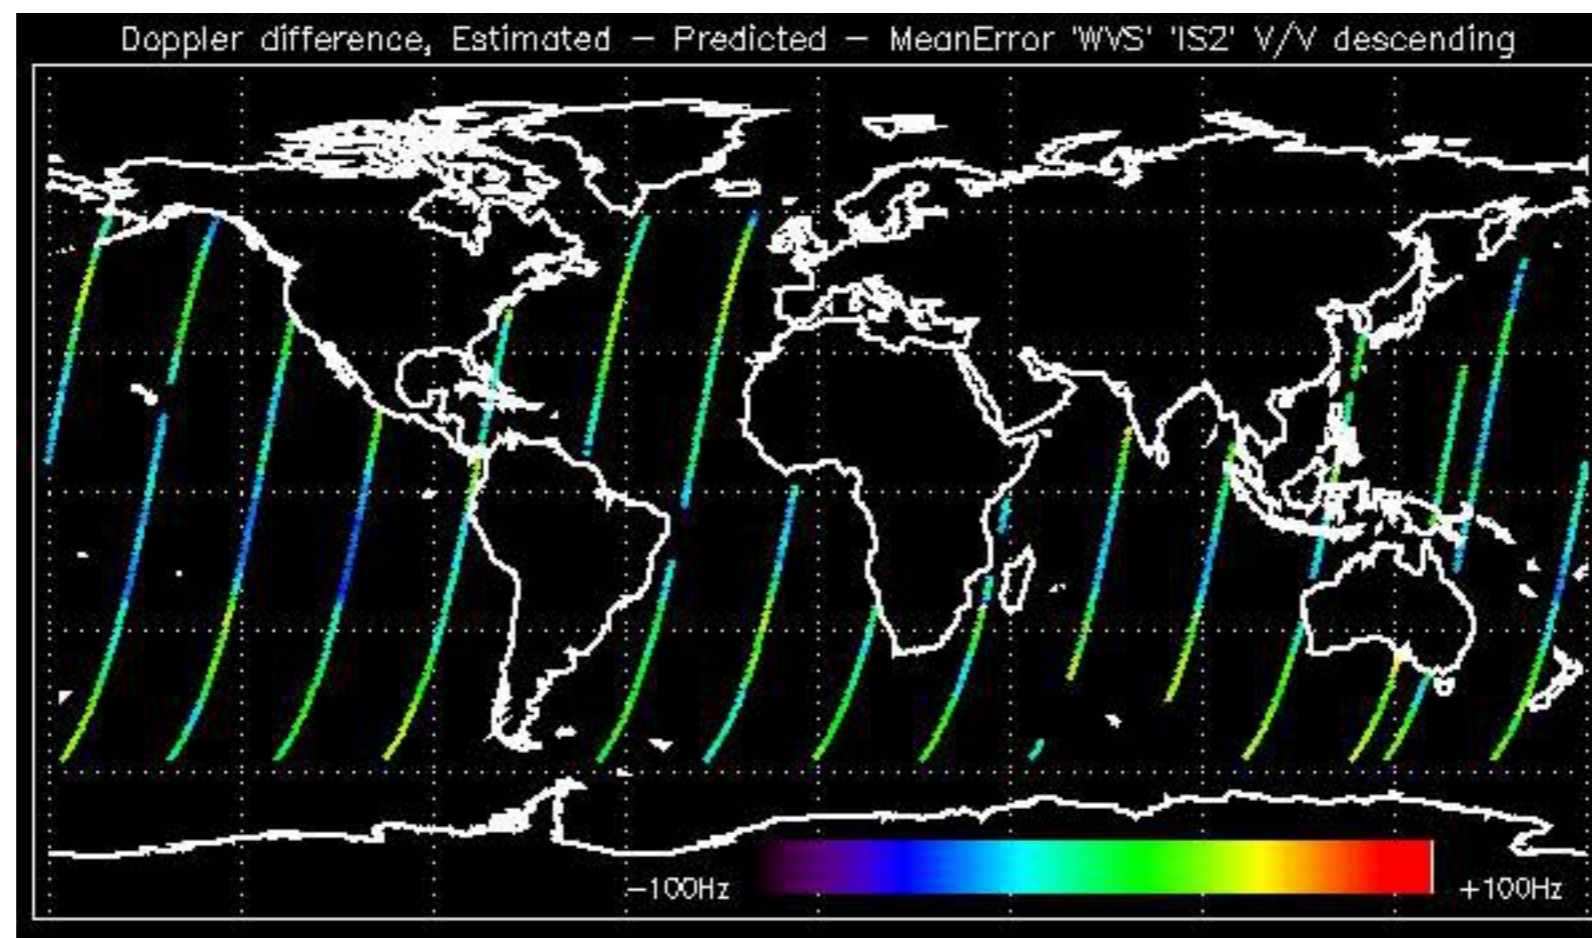 Doppler difference, Estimated - Predicted - MeanError 'WVS' 'IS2' V/V descending
-100Hz
+100Hz